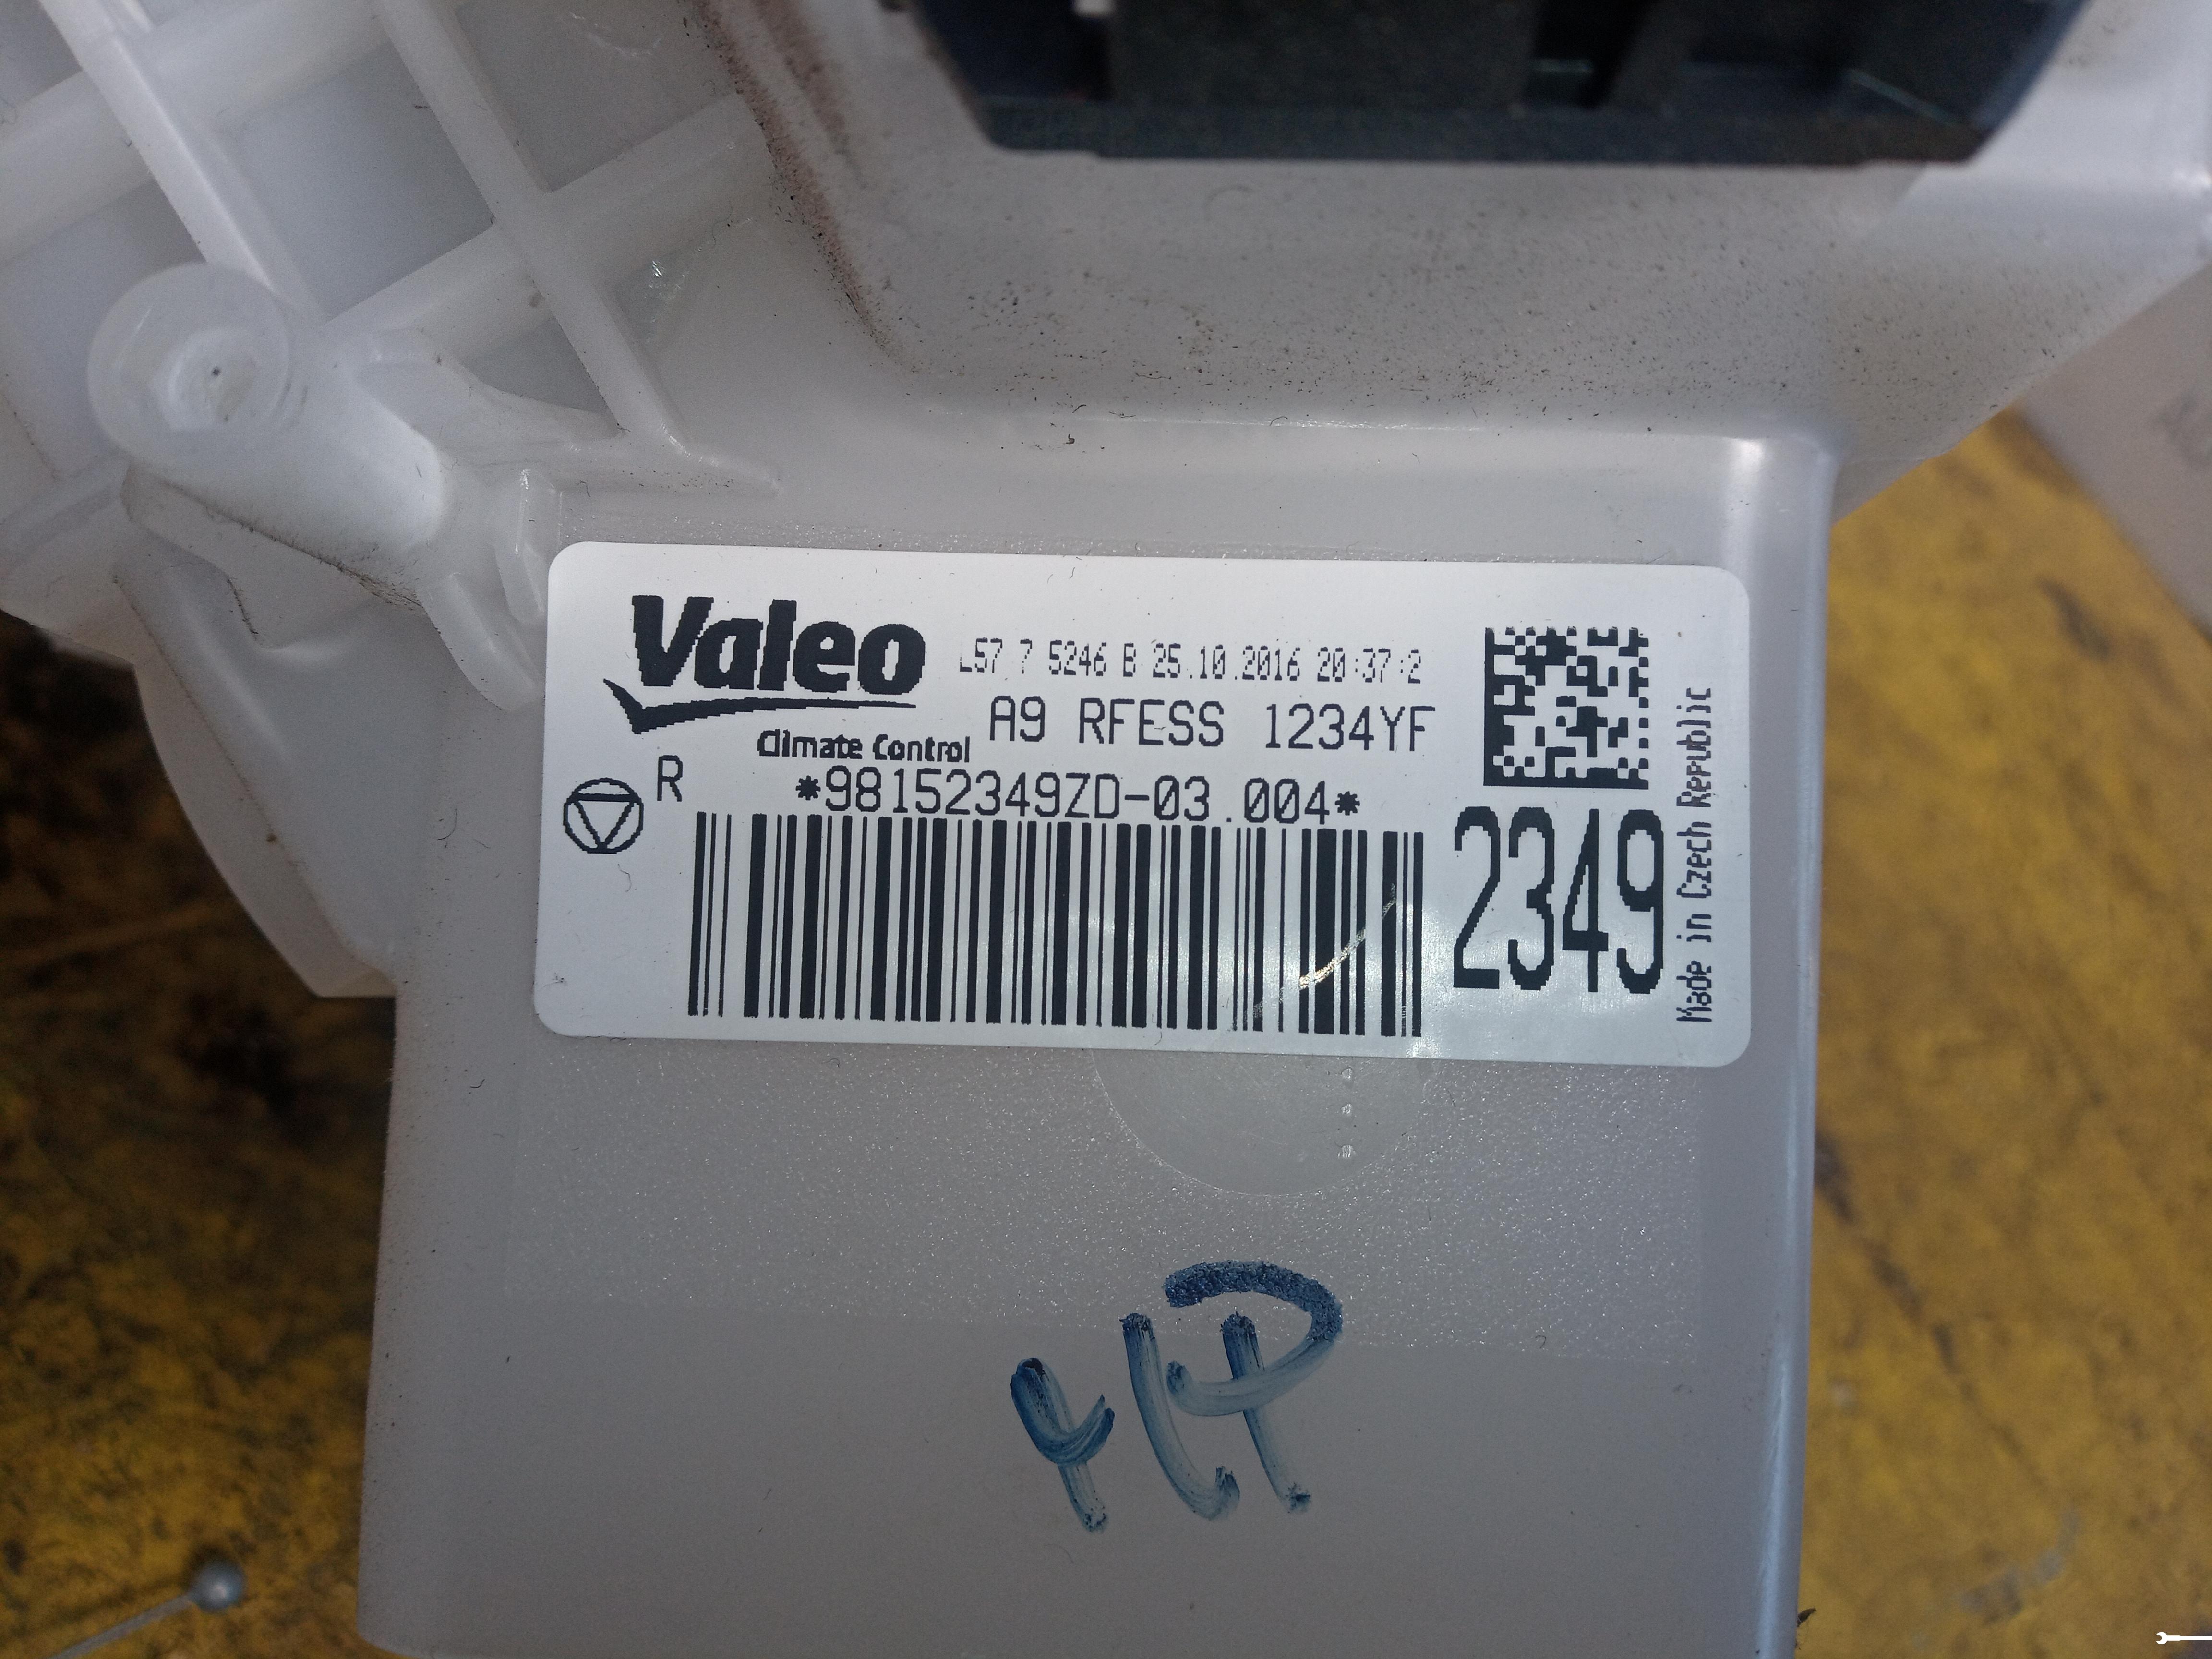 Valeo
L57 7 5246 B 25.10.2016 20:37:2
A9 RFESS 1234YF
Climate Control
R
*98152349ZD-03.004*
2349
Made in Czech Republic